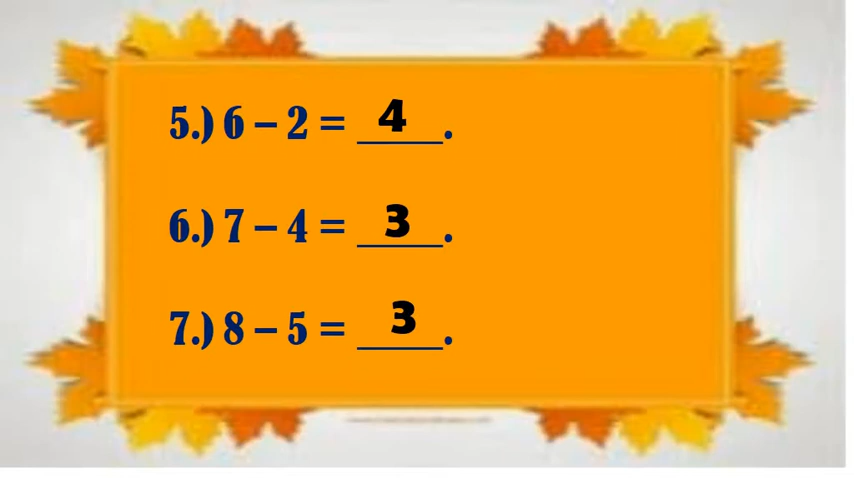 5.) 6 – 2 = 4.
6.) 7 – 4 = 3.
7.) 8 – 5 = 3.